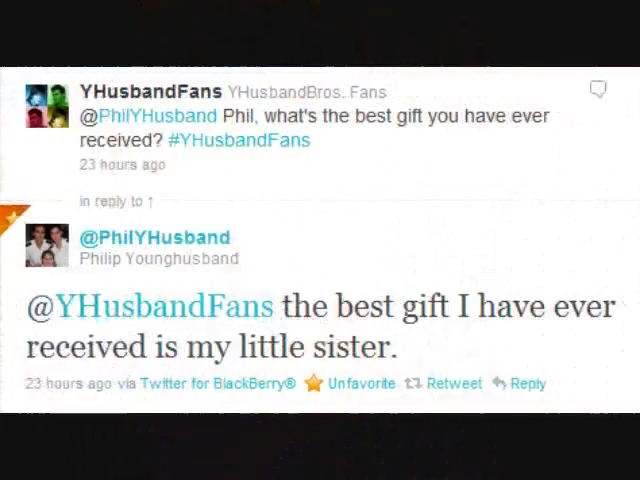 YHusbandFans YHusbandBros. Fans
@PhilYHusband Phil, what's the best gift you have ever
received? #YHusbandFans
23 hours ago
in reply to ↑
@PhilYHusband
Philip Younghusband
@YHusbandFans the best gift I have ever
received is my little sister.
23 hours ago via Twitter for BlackBerry® Unfavorite Retweet Reply